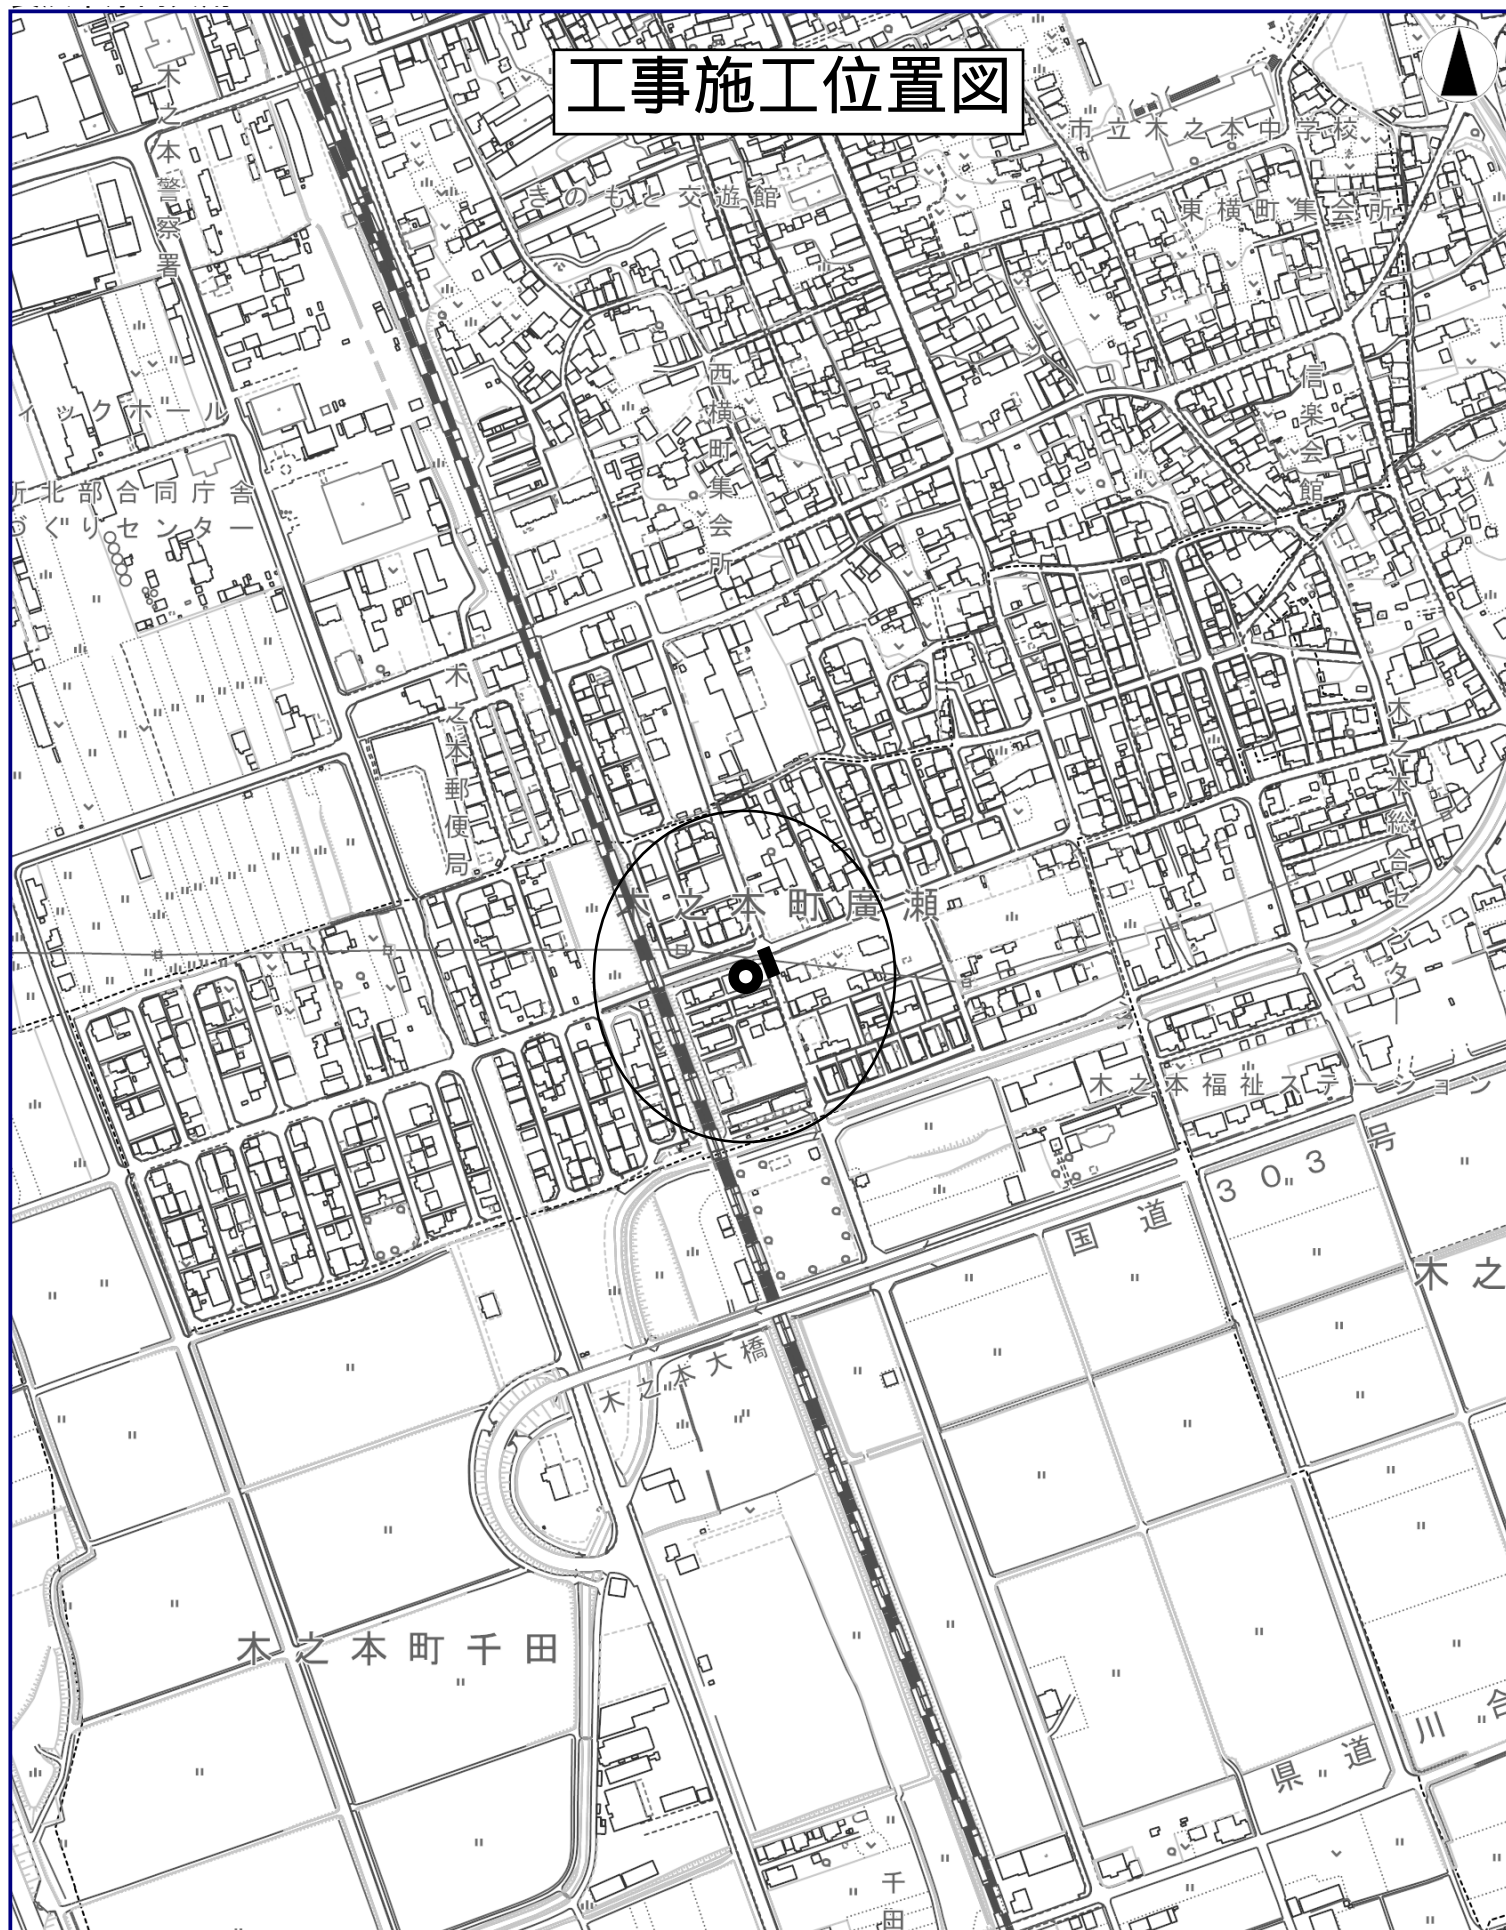 工事施工位置図
市立木之本中学校
木之本警察署
きのもと交遊館
東横町集会所
西横町集会所
信楽会館
ィックホール
所北部合同庁舎
づくりセンター
木之本郵便局
木之本総合センター
木之本町廣瀬
木之本福祉ステーション
国道303号
木之
木之本大橋
木之本町千田
県道川合
千田